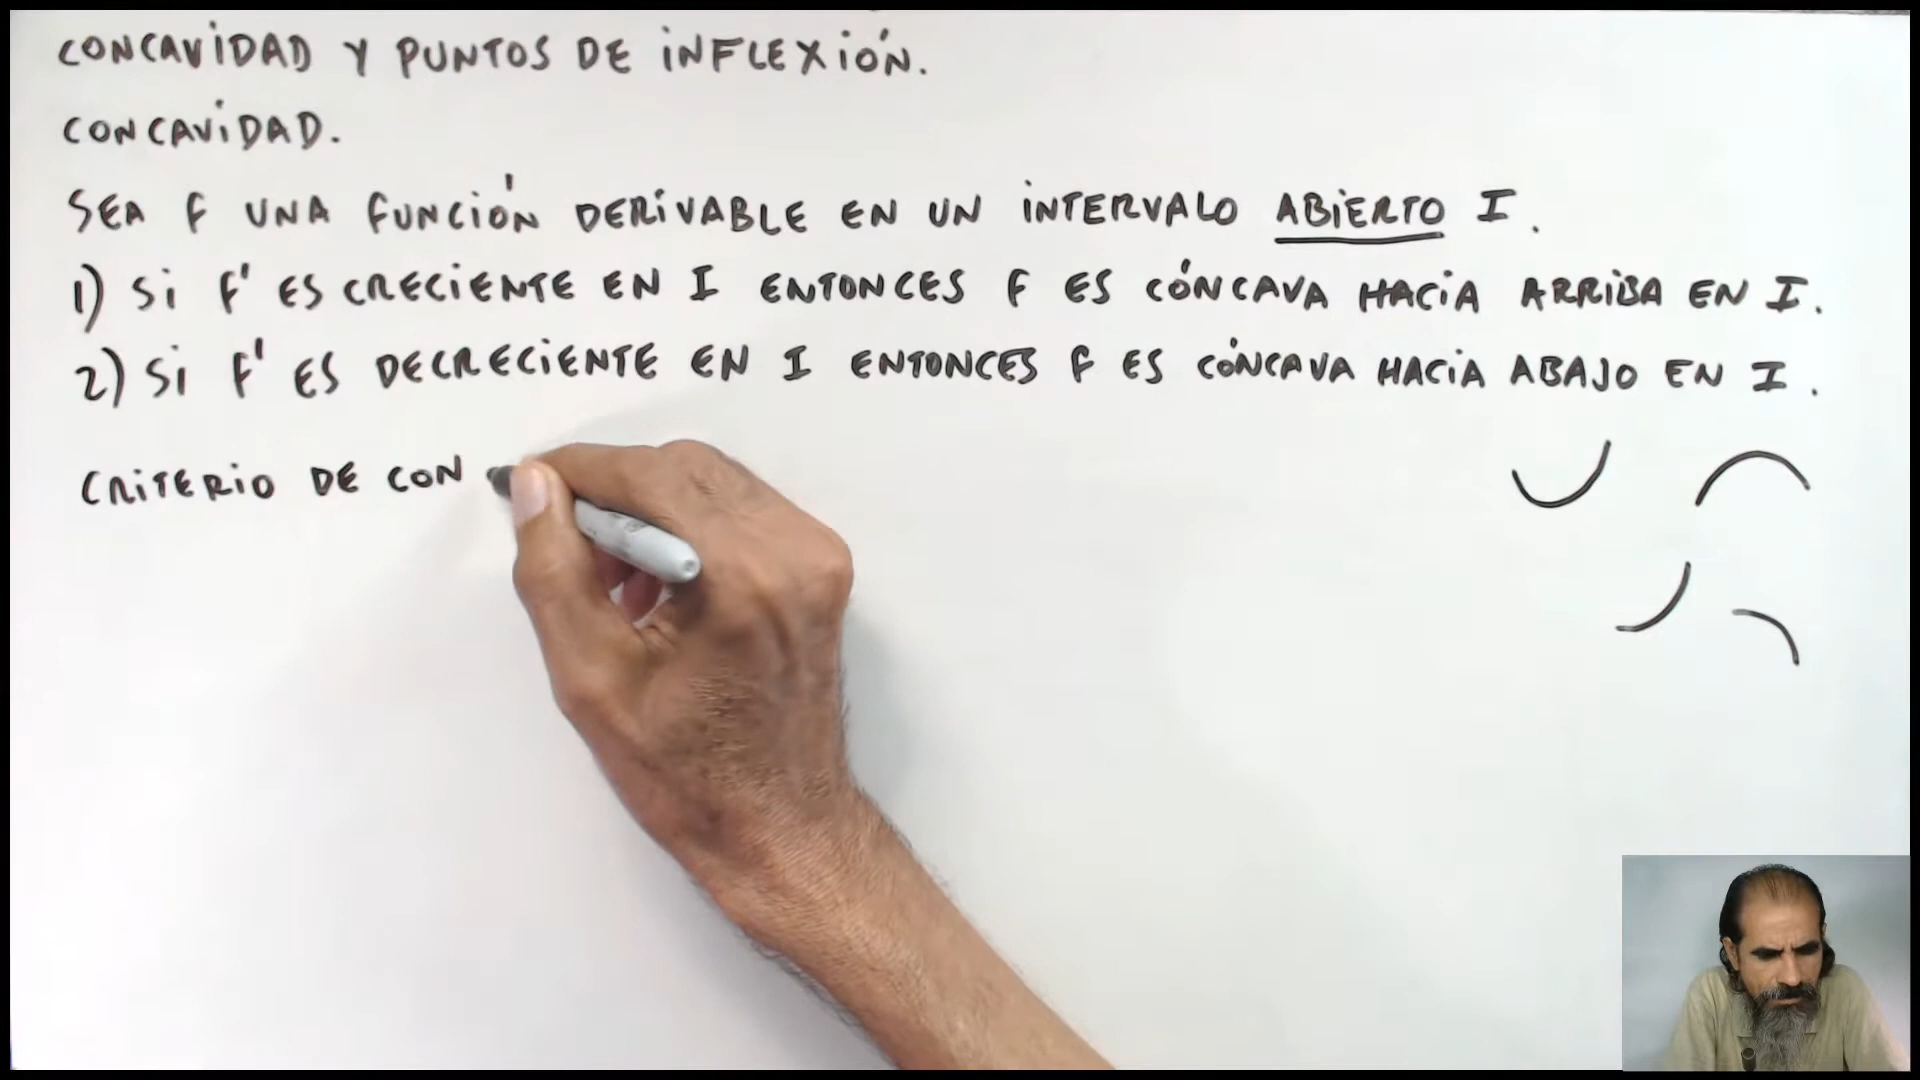 CONCAVIDAD Y PUNTOS DE INFLEXIÓN.
CONCAVIDAD.
SEA F UNA FUNCIÓN DERIVABLE EN UN INTERVALO ABIERTO I.
1) SI F' ES CRECIENTE EN I ENTONCES F ES CÓNCAVA HACIA ARRIBA EN I.
2) SI F' ES DECRECIENTE EN I ENTONCES F ES CÓNCAVA HACIA ABAJO EN I.
CRITERIO DE CON